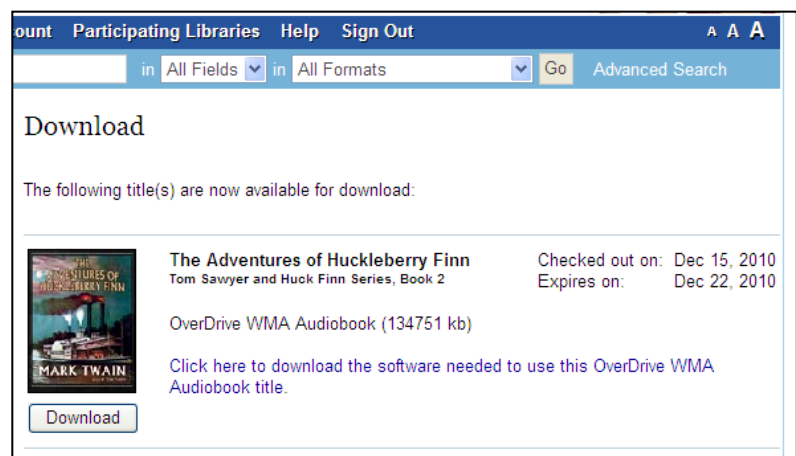 ount Participating Libraries Help Sign Out A A A
in All Fields in All Formats Go Advanced Search
Download
The following title(s) are now available for download:
The Adventures of Huckleberry Finn Checked out on: Dec 15, 2010
Tom Sawyer and Huck Finn Series, Book 2 Expires on: Dec 22, 2010
OverDrive WMA Audiobook (134751 kb)
Click here to download the software needed to use this OverDrive WMA
Audiobook title.
THE
ADVENTURES OF
HUCKLEBERRY FINN
MARK TWAIN
Download